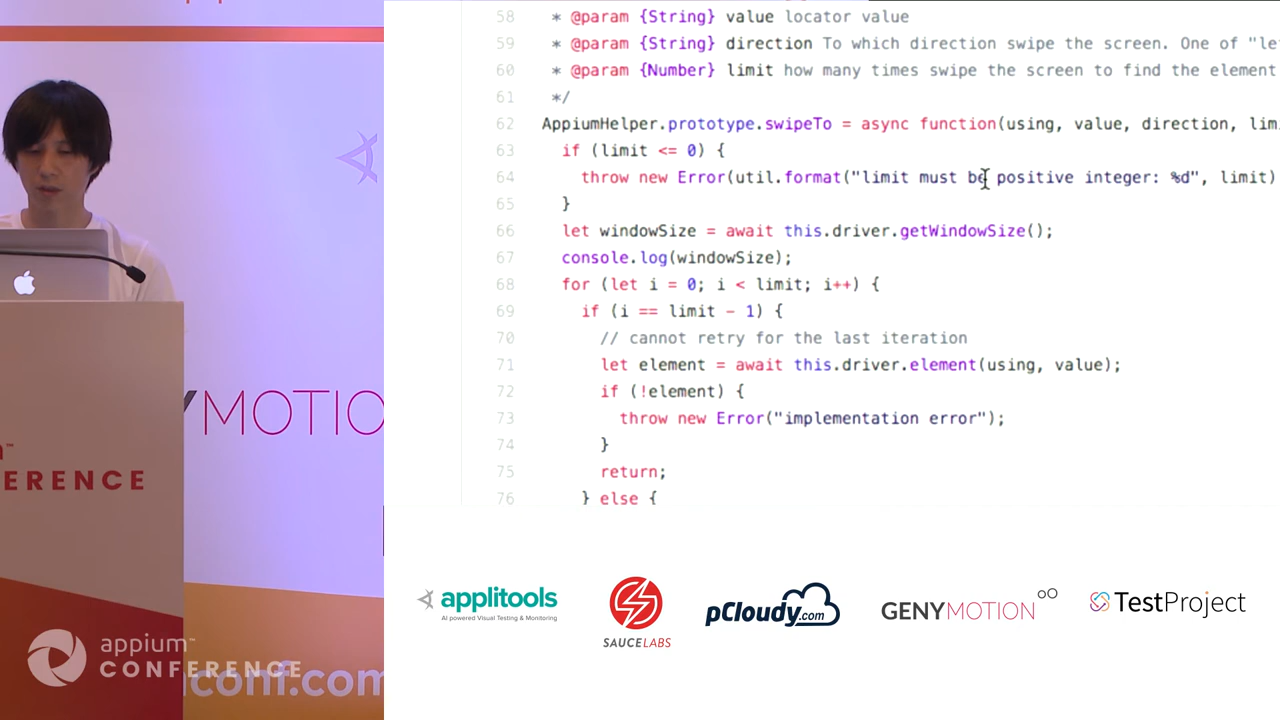 58 * @param {String} value locator value
59 * @param {String} direction To which direction swipe the screen. One of "le
60 * @param {Number} limit how many times swipe the screen to find the element
61 */
62 AppiumHelper.prototype.swipeTo = async function(using, value, direction, lim
63 if (limit <= 0) {
64 throw new Error(util.format("limit must be positive integer: %d", limit)
65 }
66 let windowSize = await this.driver.getWindowSize();
67 console.log(windowSize);
68 for (let i = 0; i < limit; i++) {
69 if (i == limit - 1) {
70 // cannot retry for the last iteration
71 let element = await this.driver.element(using, value);
72 if (!element) {
73 throw new Error("implementation error");
74 }
75 return;
76 } else {
YMOTIO
ERENCE
appium™
CONFERENCE
conf.com
applitools
AI powered Visual Testing & Monitoring
SAUCELABS
pCloudy.com
GENYMOTION
TestProject